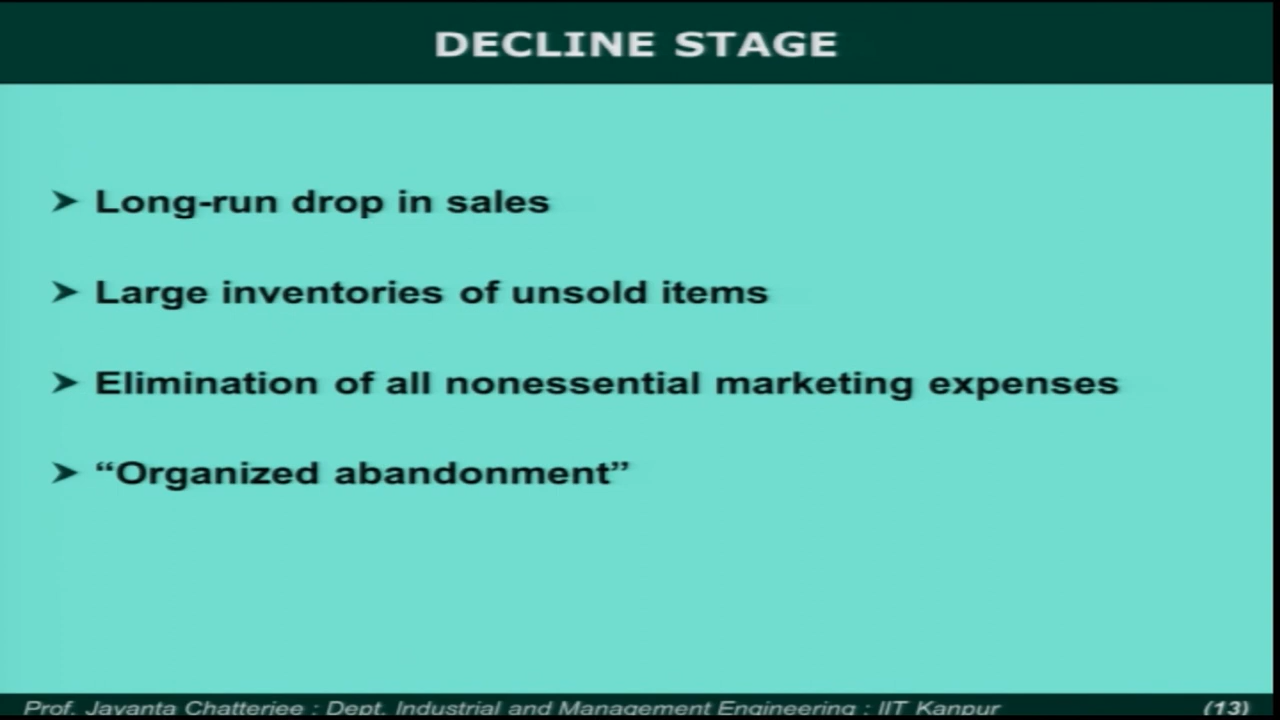 DECLINE STAGE
➤ Long-run drop in sales
➤ Large inventories of unsold items
➤ Elimination of all nonessential marketing expenses
➤ “Organized abandonment”
Prof. Jayanta Chatterjee : Dept. Industrial and Management Engineering : IIT Kanpur (13)